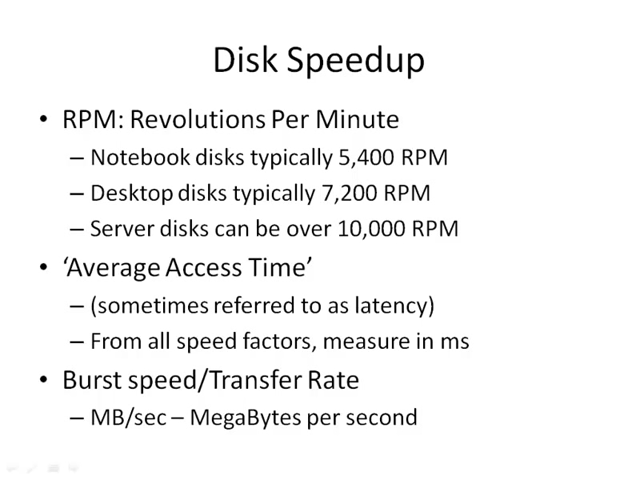 Disk Speedup
• RPM: Revolutions Per Minute
– Notebook disks typically 5,400 RPM
– Desktop disks typically 7,200 RPM
– Server disks can be over 10,000 RPM
• ‘Average Access Time’
– (sometimes referred to as latency)
– From all speed factors, measure in ms
• Burst speed/Transfer Rate
– MB/sec – MegaBytes per second